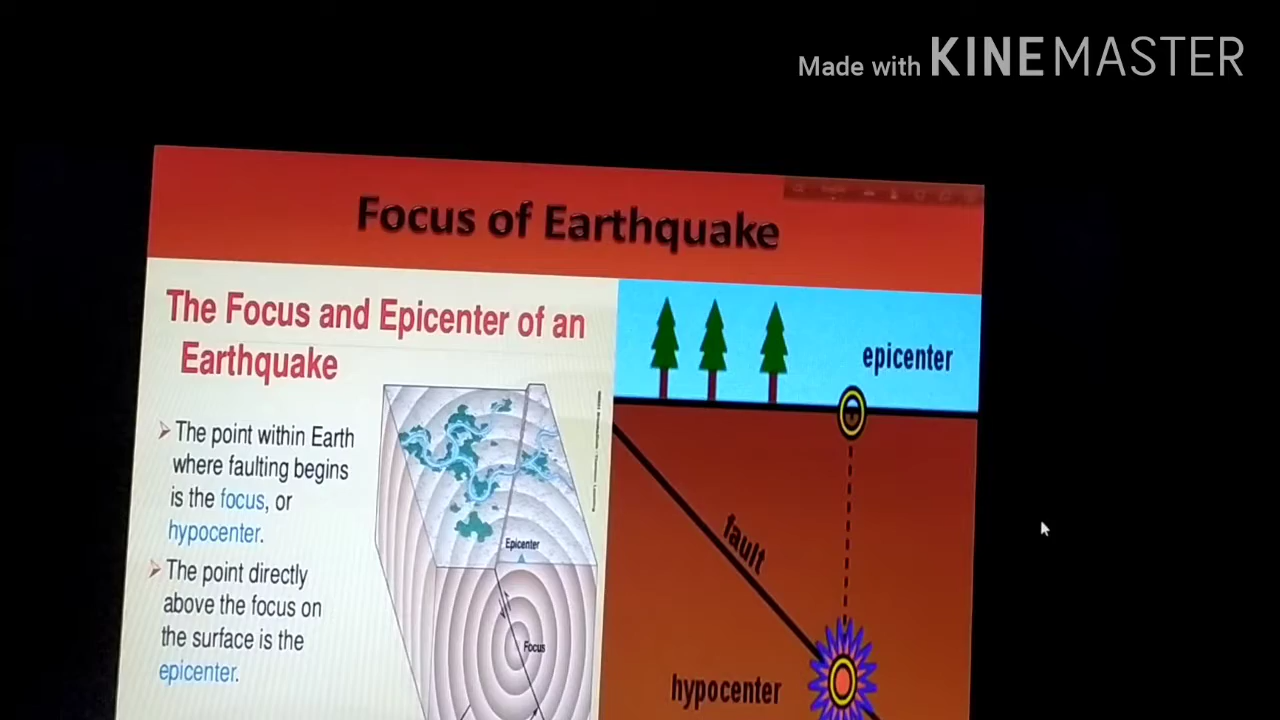 Made with KINEMASTER
Focus of Earthquake
The Focus and Epicenter of an
Earthquake
➢ The point within Earth
where faulting begins
is the focus, or
hypocenter.
➢ The point directly
above the focus on
the surface is the
epicenter.
Epicenter
Focus
epicenter
fault
hypocenter